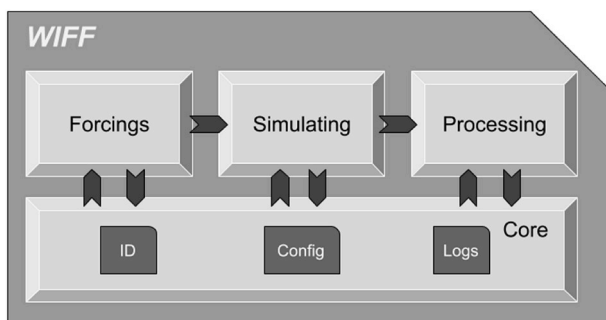 WIFF
Forcings
Simulating
Processing
Core
ID
Config
Logs